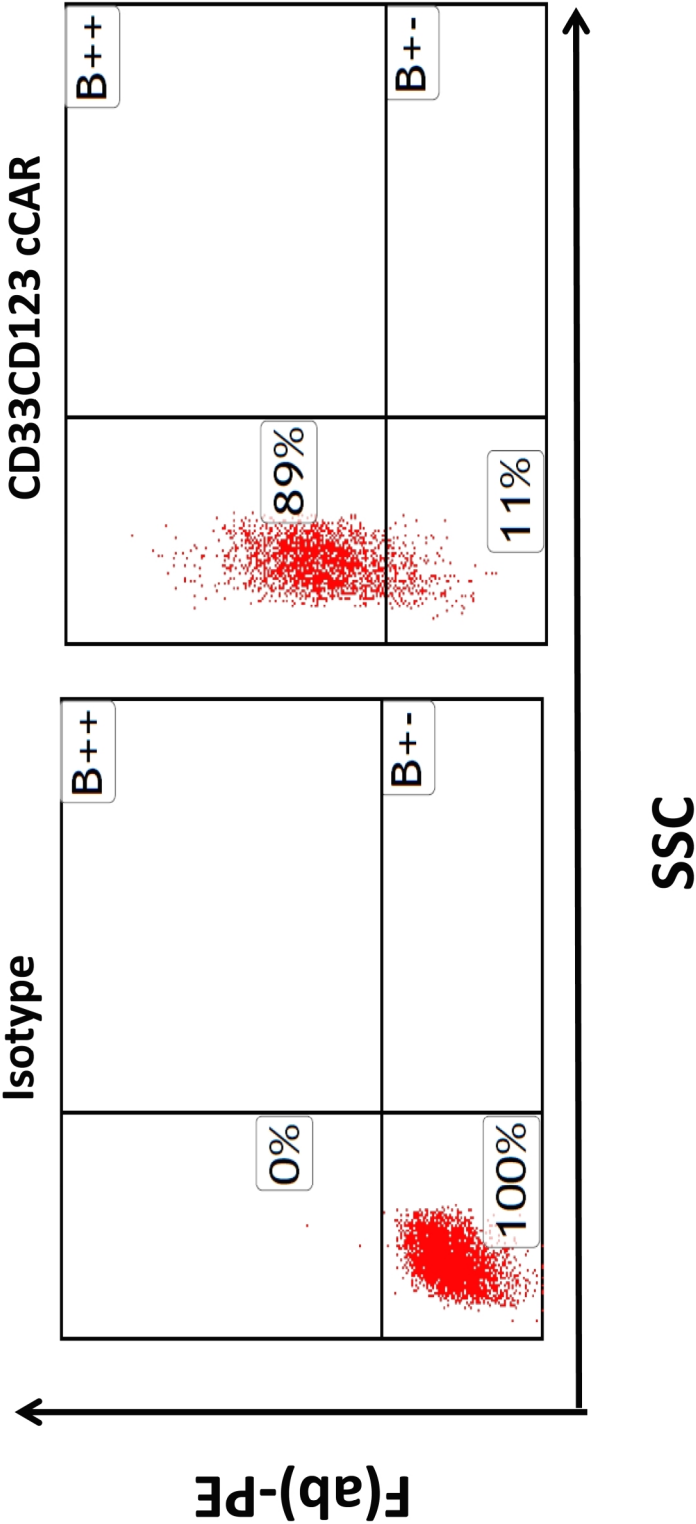 Isotype
CD33CD123 cCAR
B++
B++
0%
89%
B+-
B+-
100%
11%
F(ab)-PE
SSC